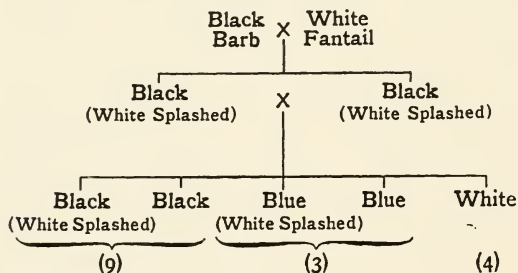 Black Barb X White Fantail
Black X Black
(White Splashed) (White Splashed)
Black Black Blue Blue White
(White Splashed) (White Splashed)
(9) (3) (4)